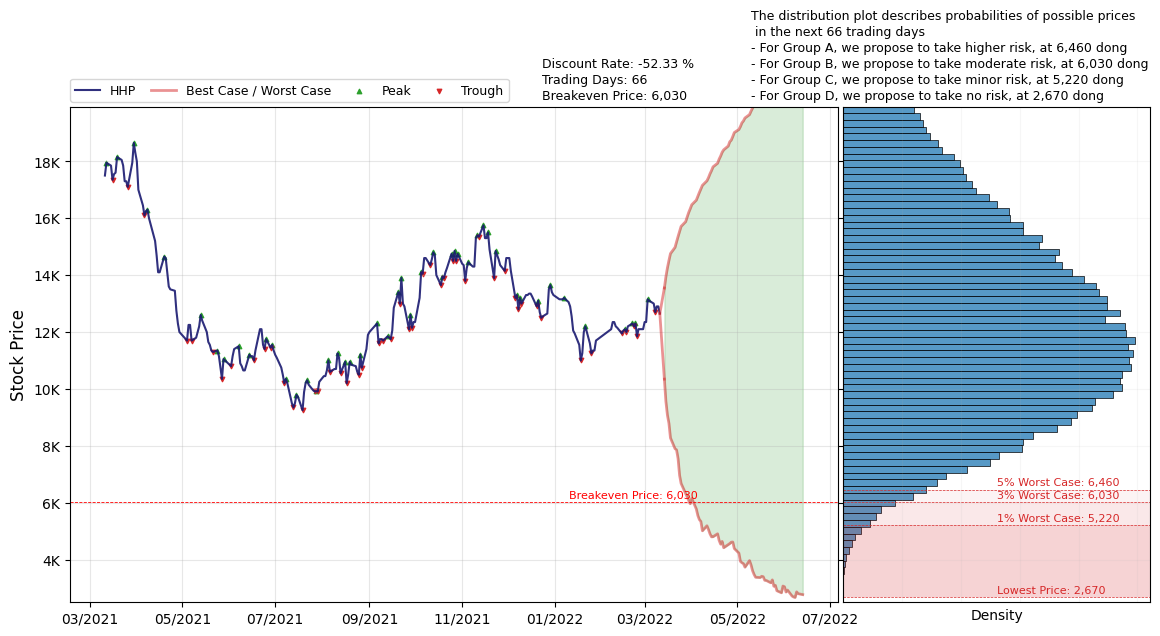 The distribution plot describes probabilities of possible prices
in the next 66 trading days
- For Group A, we propose to take higher risk, at 6,460 dong
- For Group B, we propose to take moderate risk, at 6,030 dong
- For Group C, we propose to take minor risk, at 5,220 dong
- For Group D, we propose to take no risk, at 2,670 dong
Discount Rate: -52.33 %
Trading Days: 66
Breakeven Price: 6,030
HHP
Best Case / Worst Case
Peak
Trough
Stock Price
18K
16K
14K
12K
10K
8K
6K
4K
Breakeven Price: 6,030
5% Worst Case: 6,460
3% Worst Case: 6,030
1% Worst Case: 5,220
Lowest Price: 2,670
03/2021
05/2021
07/2021
09/2021
11/2021
01/2022
03/2022
05/2022
07/2022
Density